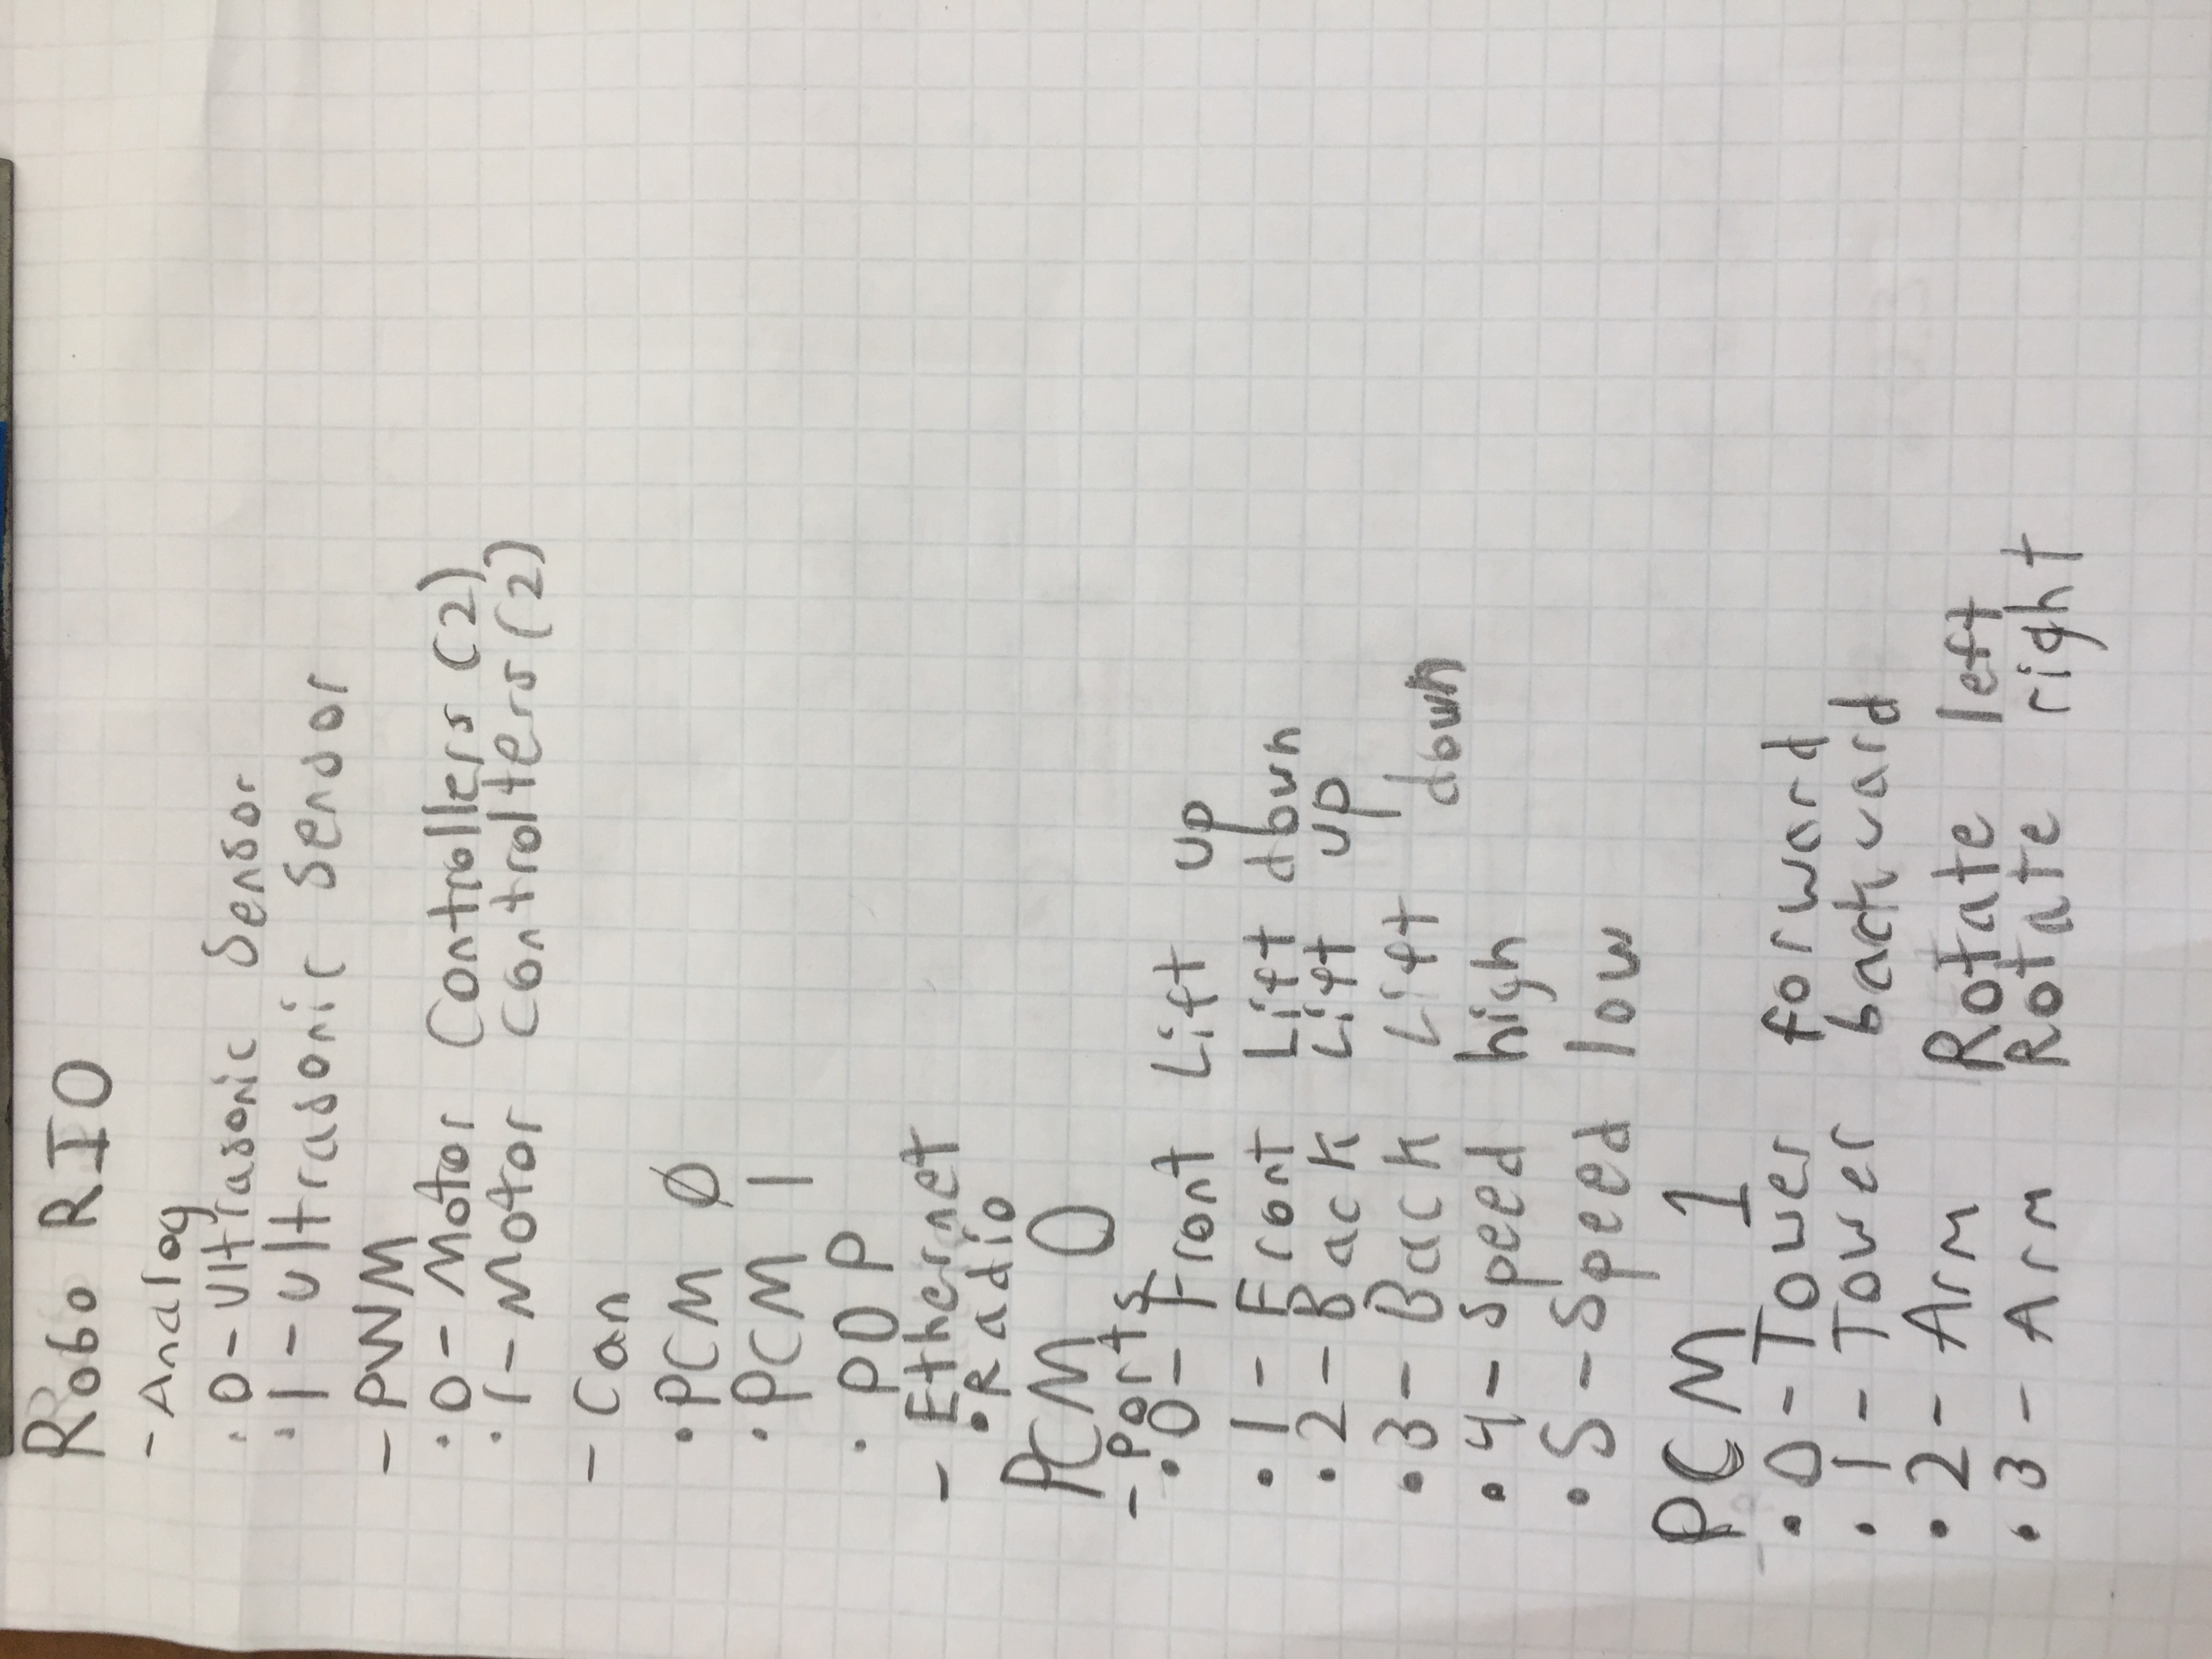 Robo RIO
- Analog
· 0 - Ultrasonic Sensor
· 1 - Ultrasonic Sensor
- PWM
· 0 - Motor Controllers (2)
· 1 - Motor Controllers (2)
- Can
• PCM Ø
• PCM 1
· PDP
- Ethernet
• Radio
PCM 0
- Ports
• 0 - Front Lift up
• 1 - Front Lift down
• 2 - Back Lift up
• 3 - Back Lift down
• 4 - Speed high
• 5 - Speed low
PCM 1
• 0 - Tower forward
• 1 - Tower backward
• 2 - Arm Rotate left
• 3 - Arm Rotate right